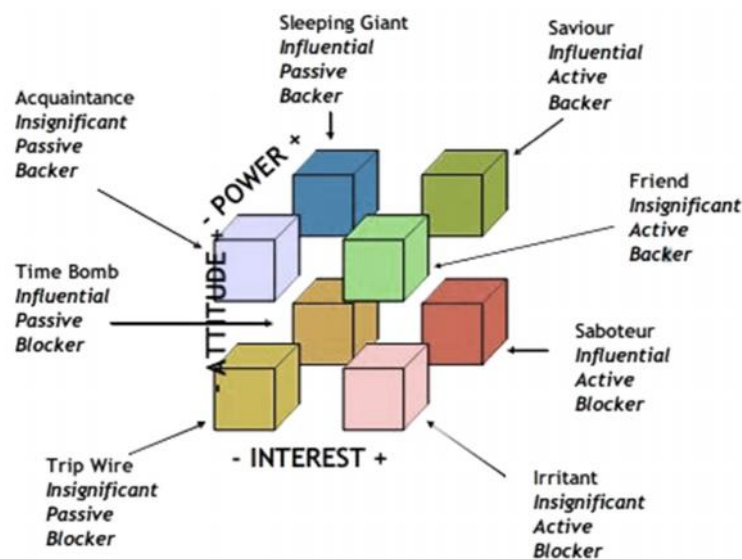 Sleeping Giant
Influential
Passive
Backer
Saviour
Influential
Active
Backer
Acquaintance
Insignificant
Passive
Backer
- POWER +
Friend
Insignificant
Active
Backer
- ATTITUDE +
Time Bomb
Influential
Passive
Blocker
Saboteur
Influential
Active
Blocker
- INTEREST +
Trip Wire
Insignificant
Passive
Blocker
Irritant
Insignificant
Active
Blocker